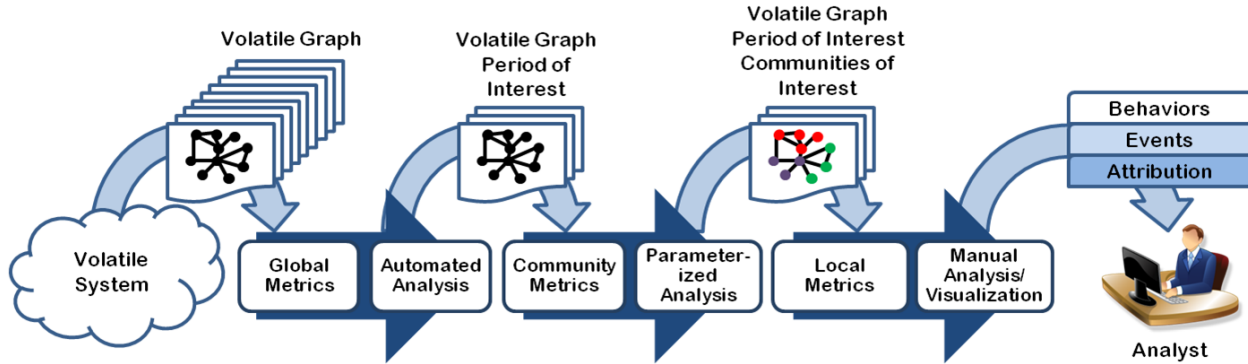 Volatile Graph
Volatile Graph
Period of
Interest
Volatile Graph
Period of Interest
Communities of
Interest
Behaviors
Events
Attribution
Volatile
System
Global
Metrics
Automated
Analysis
Community
Metrics
Parameter-
ized
Analysis
Local
Metrics
Manual
Analysis/
Visualization
Analyst